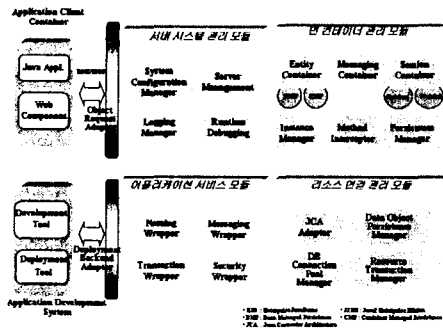 Application Client
Container
Java Appl.
Web
Component
Object
Request
Adaptor
서버 시스템 관리 모듈
System
Configuration
Manager
Server
Management
Logging
Manager
Runtime
Debugging
빈 컨테이너 관리 모듈
Entity
Container
Messaging
Container
Session
Container
Instance
Manager
Method
Interceptor
Persistence
Manager
Development
Tool
Deployment
Tool
Application Development
System
Deployment
Backend
Adaptor
어플리케이션 서비스 모듈
Naming
Wrapper
Messaging
Wrapper
Transaction
Wrapper
Security
Wrapper
리소스 연결 관리 모듈
JCA
Adaptor
Data Object
Persistence
Manager
DB
Connection
Pool
Manager
Resource
Transaction
Manager